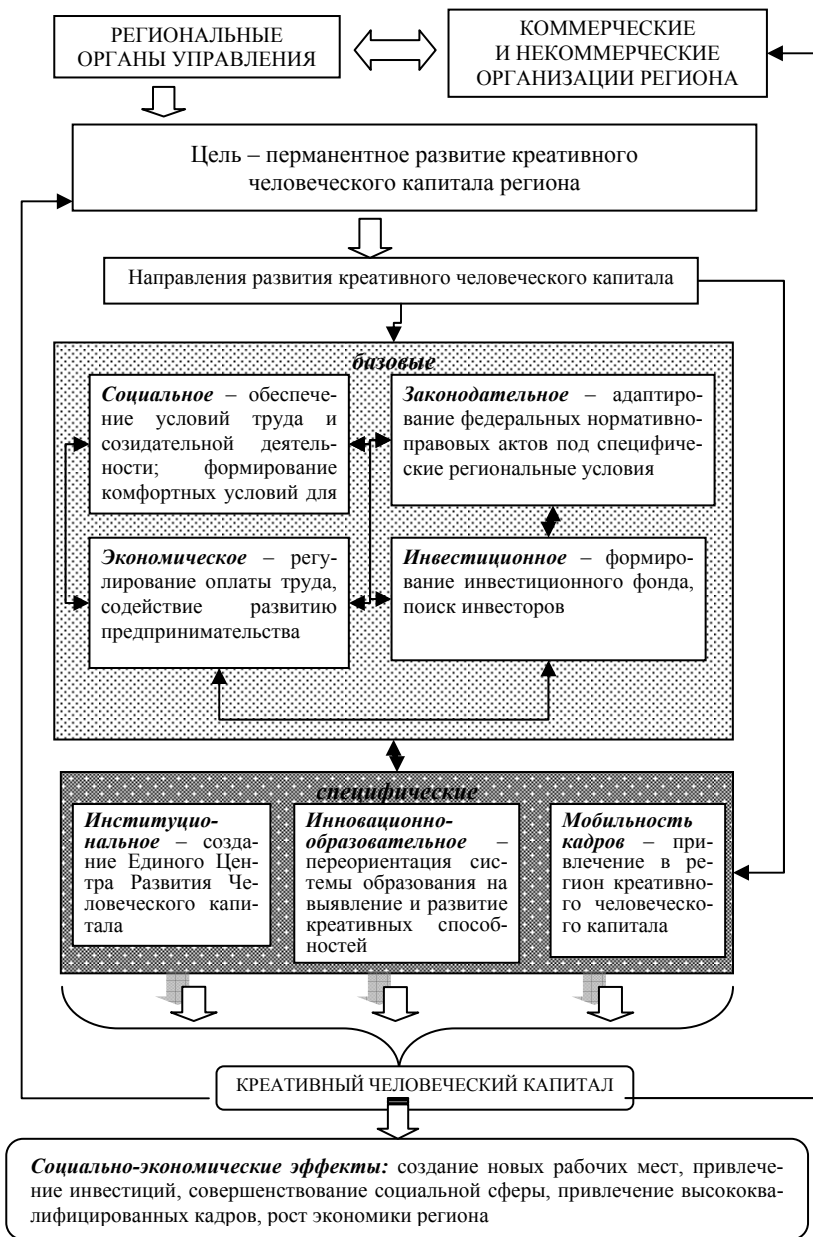 РЕГИОНАЛЬНЫЕ
ОРГАНЫ УПРАВЛЕНИЯ
КОММЕРЧЕСКИЕ
И НЕКОММЕРЧЕСКИЕ
ОРГАНИЗАЦИИ РЕГИОНА
Цель – перманентное развитие креативного
человеческого капитала региона
Направления развития креативного человеческого капитала
базовые
Социальное – обеспече-
ние условий труда и
созидательной деятель-
ности; формирование
комфортных условий для
Законодательное – адаптиро-
вание федеральных нормативно-
правовых актов под специфиче-
ские региональные условия
Экономическое – регу-
лирование оплаты труда,
содействие развитию
предпринимательства
Инвестиционное – формиро-
вание инвестиционного фонда,
поиск инвесторов
специфические
Институцио-
нальное – созда-
ние Единого Цен-
тра Развития Че-
ловеческого капи-
тала
Инновационно-
образовательное –
переориентация сис-
темы образования на
выявление и развитие
креативных способ-
ностей
Мобильность
кадров – при-
влечение в ре-
гион креативно-
го человеческо-
го капитала
КРЕАТИВНЫЙ ЧЕЛОВЕЧЕСКИЙ КАПИТАЛ
Социально-экономические эффекты: создание новых рабочих мест, привлече-
ние инвестиций, совершенствование социальной сферы, привлечение высококва-
лифицированных кадров, рост экономики региона